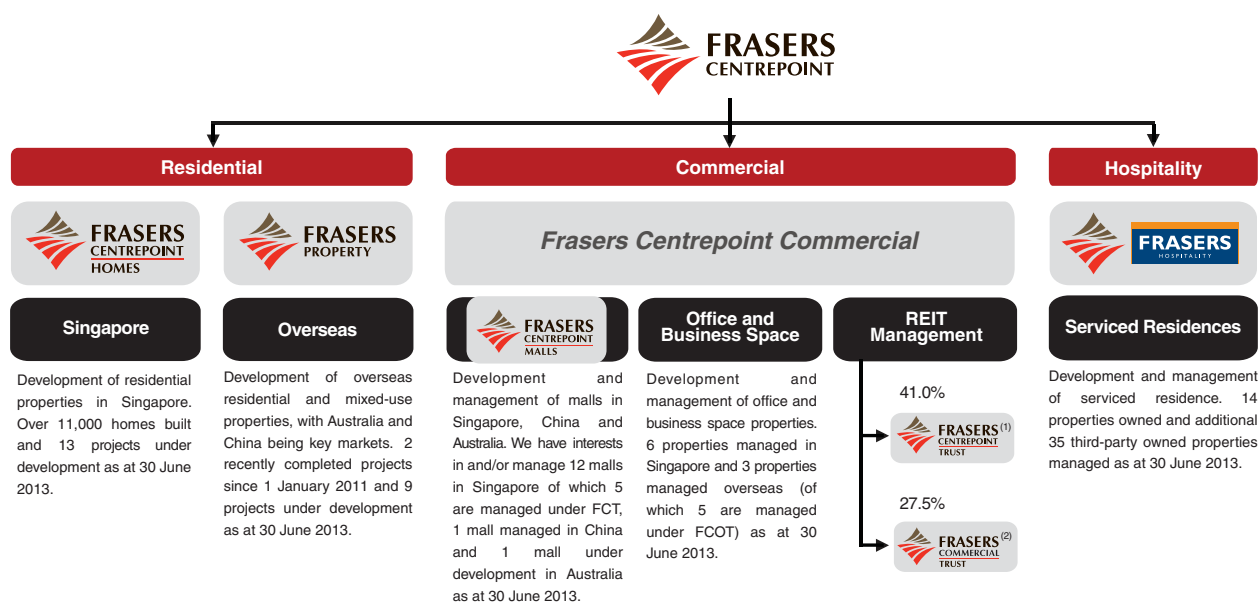 FRASERS
CENTREPOINT
Residential
Commercial
Hospitality
FRASERS
CENTREPOINT
HOMES
FRASERS
PROPERTY
Frasers Centrepoint Commercial
FRASERS
HOSPITALITY
Singapore
Development of residential
properties in Singapore.
Over 11,000 homes built
and 13 projects under
development as at 30 June
2013.
Overseas
Development of overseas
residential and mixed-use
properties, with Australia and
China being key markets. 2
recently completed projects
since 1 January 2011 and 9
projects under development
as at 30 June 2013.
FRASERS
CENTREPOINT
MALLS
Development and
management of malls in
Singapore, China and
Australia. We have interests
in and/or manage 12 malls
in Singapore of which 5
are managed under FCT,
1 mall managed in China
and 1 mall under
development in Australia
as at 30 June 2013.
Office and
Business Space
Development and
management of office and
business space properties.
6 properties managed in
Singapore and 3 properties
managed overseas (of
which 5 are managed
under FCOT) as at 30
June 2013.
REIT
Management
41.0%
FRASERS (1)
CENTREPOINT
TRUST
27.5%
FRASERS (2)
COMMERCIAL
TRUST
Serviced Residences
Development and management
of serviced residence. 14
properties owned and additional
35 third-party owned properties
managed as at 30 June 2013.